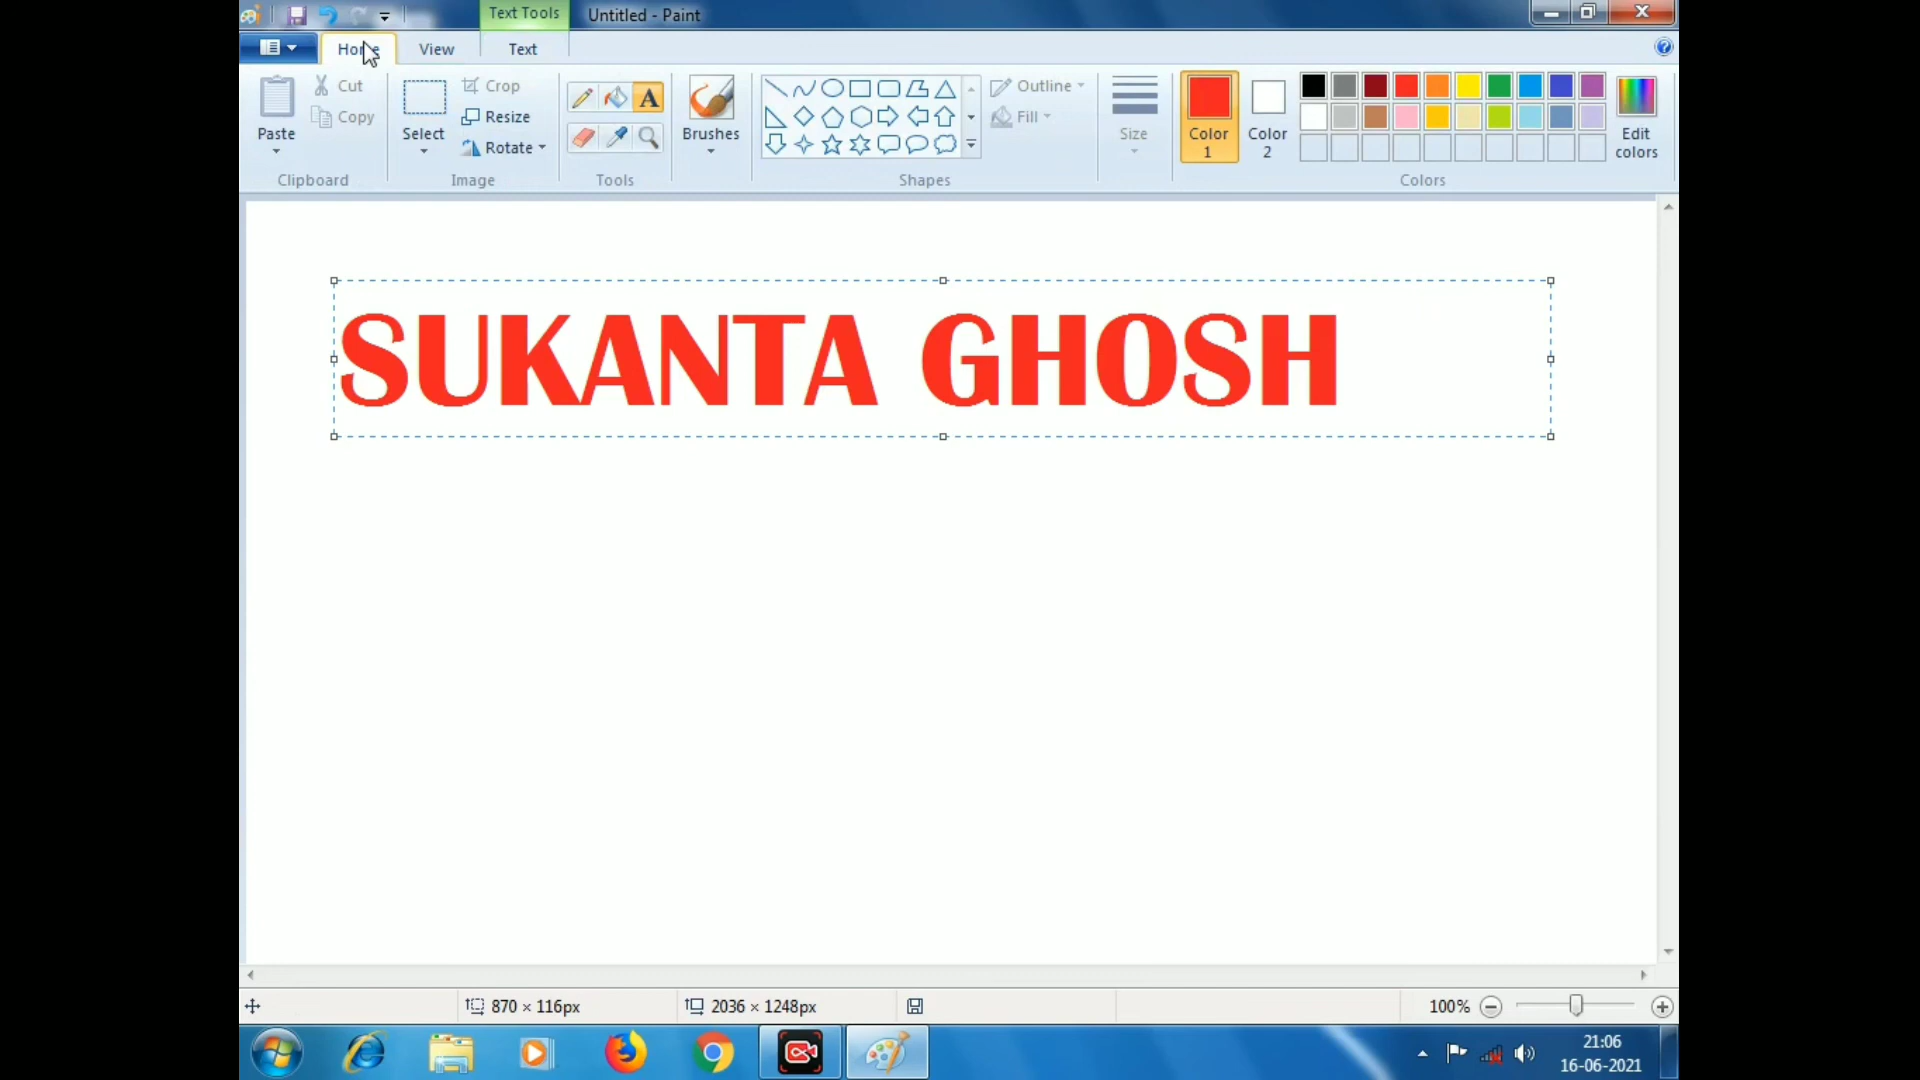 Text Tools
Untitled - Paint
Home
View
Text
Paste
Cut
Copy
Clipboard
Select
Crop
Resize
Rotate
Image
A
Tools
Brushes
Shapes
Outline
Fill
Size
Color
1
Color
2
Edit
colors
Colors
SUKANTA GHOSH
870 × 116px
2036 × 1248px
100%
21:06
16-06-2021